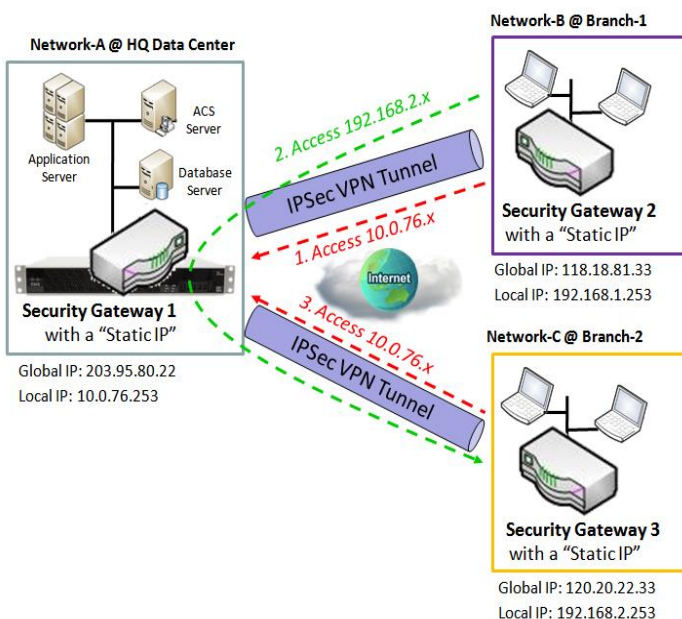 Network-A @ HQ Data Center
Application
Server
ACS
Server
Database
Server
Security Gateway 1
with a “Static IP”
Global IP: 203.95.80.22
Local IP: 10.0.76.253
2. Access 192.168.2.x
IPSec VPN Tunnel
1. Access 10.0.76.x
Internet
3. Access 10.0.76.x
IPSec VPN Tunnel
Network-B @ Branch-1
Security Gateway 2
with a “Static IP”
Global IP: 118.18.81.33
Local IP: 192.168.1.253
Network-C @ Branch-2
Security Gateway 3
with a “Static IP”
Global IP: 120.20.22.33
Local IP: 192.168.2.253